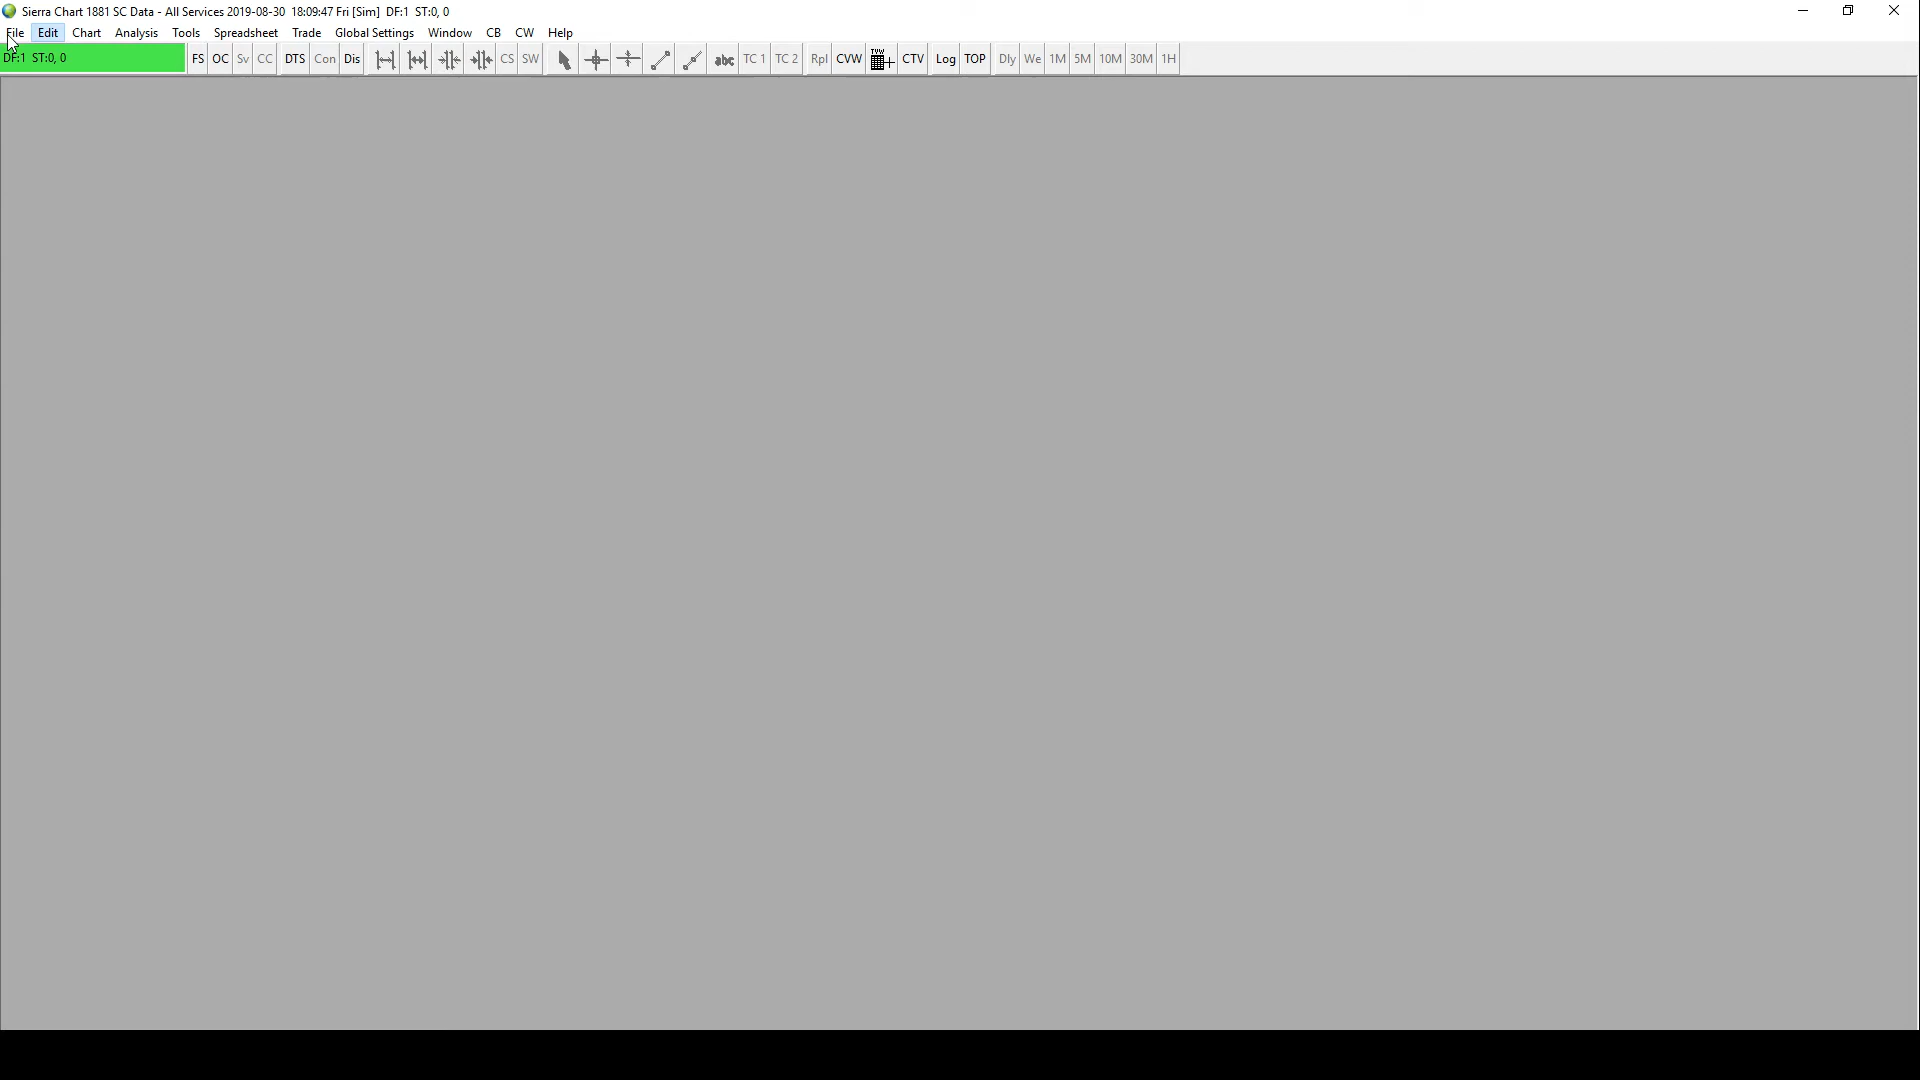 Sierra Chart 1881 SC Data - All Services 2019-08-30 18:09:47 Fri [Sim] DF:1 ST:0, 0
File Edit Chart Analysis Tools Spreadsheet Trade Global Settings Window CB CW Help
DF:1 ST:0, 0 FS OC Sv CC DTS Con Dis CS SW abc TC 1 TC 2 Rpl CVW TVW CTV Log TOP Dly We 1M 5M 10M 30M 1H